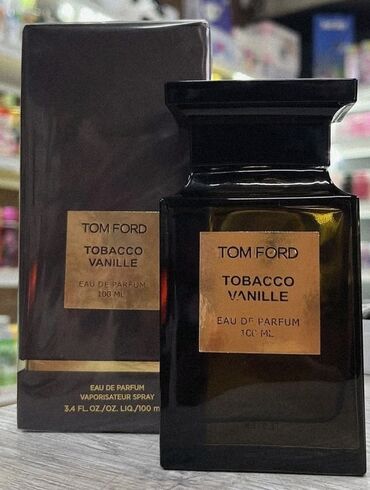 TOM FORD
TOBACCO
VANILLE
EAU DE PARFUM
100 ML
EAU DE PARFUM
VAPORISATEUR SPRAY
3.4 FL.OZ./OZ. LIQ./100 m
TOM FORD
TOBACCO
VANILLE
EAU DE PARFUM
100 ML